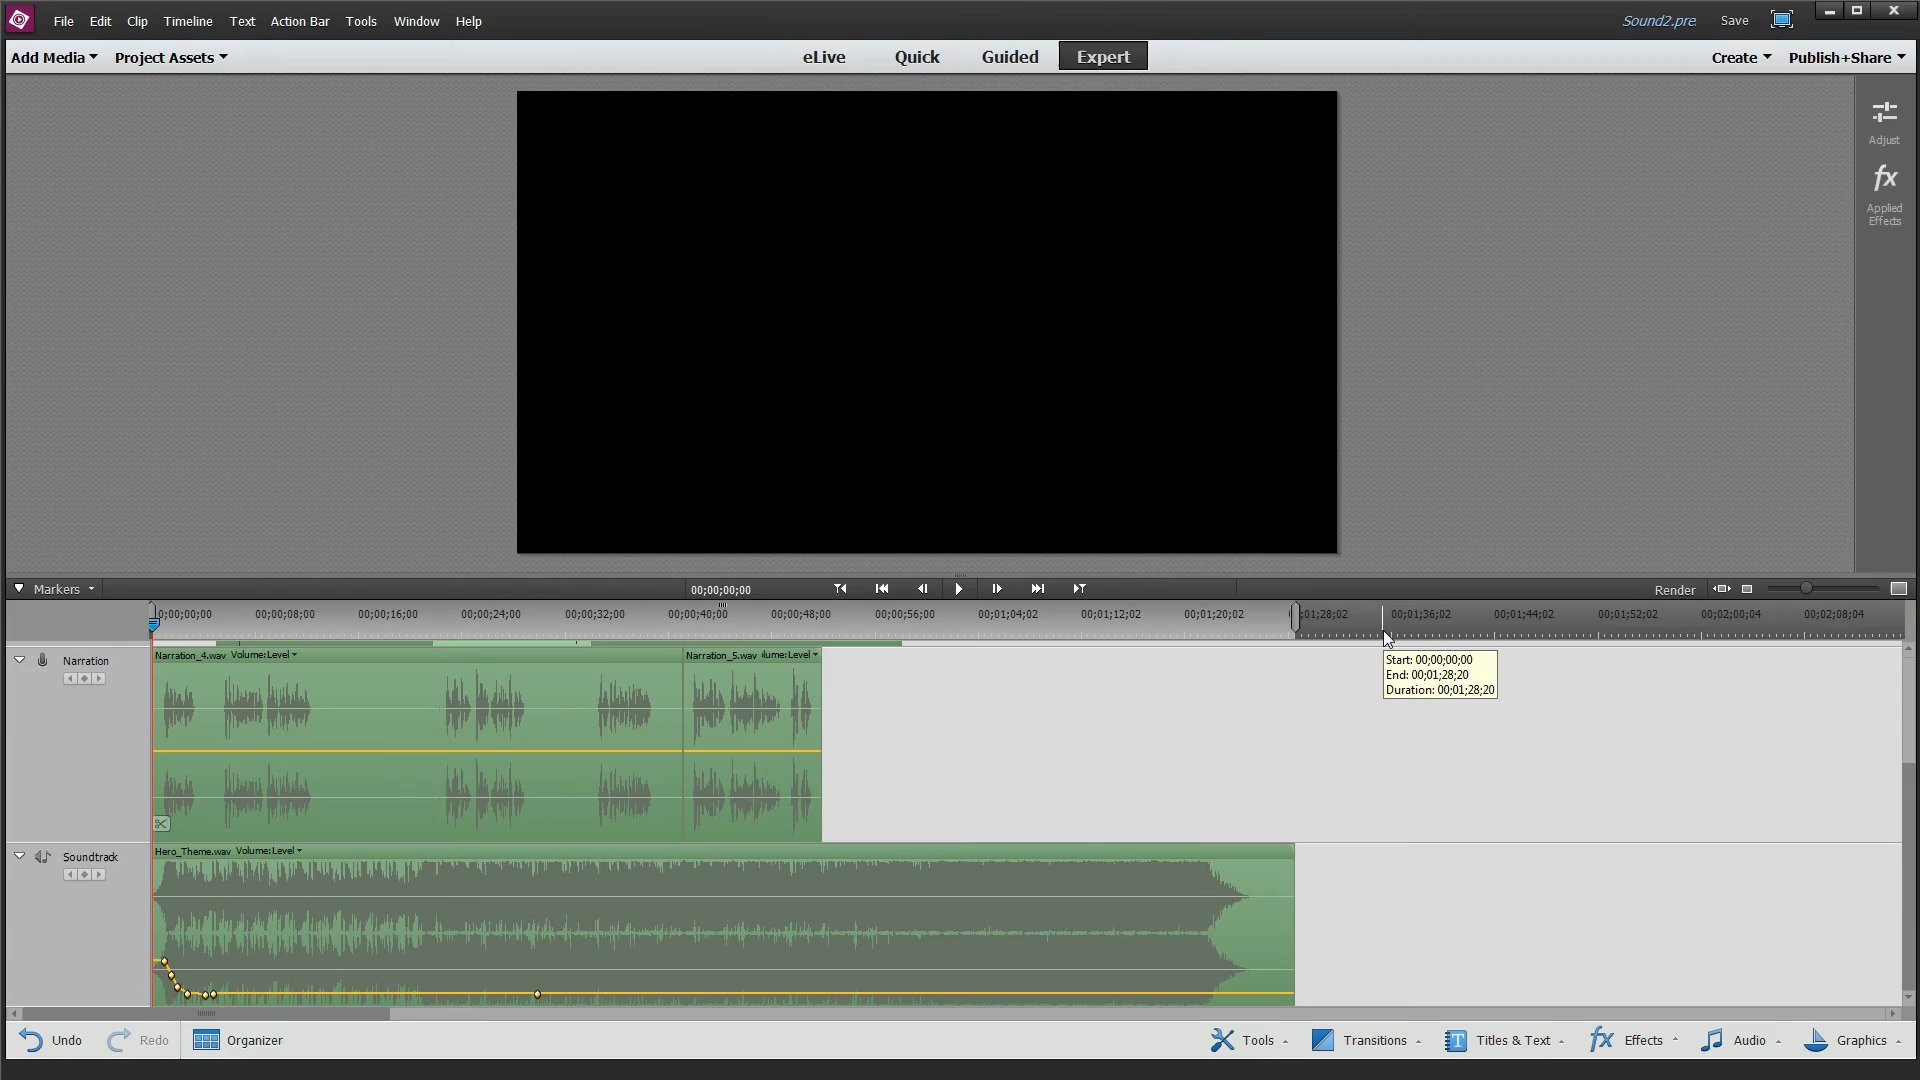 File Edit Clip Timeline Text Action Bar Tools Window Help
Sound2.pre Save
Add Media Project Assets eLive Quick Guided Expert Create Publish+Share
Adjust
fx
Applied
Effects
Markers 00;00;00;00 Render
0;00;00;00 00;00;08;00 00;00;16;00 00;00;24;00 00;00;32;00 00;00;40;00 00;00;48;00 00;00;56;00 00;01;04;02 00;01;12;02 00;01;20;02 ;01;28;02 00;01;36;02 00;01;44;02 00;01;52;02 00;02;00;04 00;02;08;04
Narration
Narration_4.wav Volume:Level Narration_5.wav lume:Level
Start: 00;00;00;00
End: 00;01;28;20
Duration: 00;01;28;20
Soundtrack
Hero_Theme.wav Volume:Level
Undo Redo Organizer Tools Transitions T Titles & Text fx Effects Audio Graphics